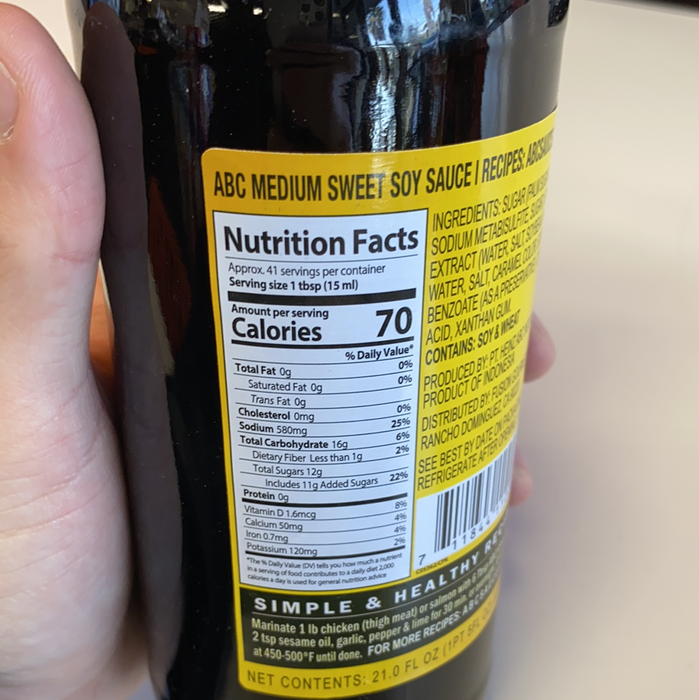 ABC MEDIUM SWEET SOY SAUCE | RECIPES:
Nutrition Facts
Approx. 41 servings per container
Serving size 1 tbsp (15 ml)
Amount per serving
Calories 70
% Daily Value*
Total Fat 0g 0%
Saturated Fat 0g 0%
Trans Fat 0g
Cholesterol 0mg 0%
Sodium 580mg 25%
Total Carbohydrate 16g 6%
Dietary Fiber Less than 1g 2%
Total Sugars 12g
Includes 11g Added Sugars 22%
Protein 0g
Vitamin D 1.6mcg 8%
Calcium 50mg 4%
Iron 0.7mg 4%
Potassium 120mg 2%
*The % Daily Value (DV) tells you how much a nutrient
in a serving of food contributes to a daily diet 2,000
calories a day is used for general nutrition advice
INGREDIENTS: SUGAR
SODIUM METABISULFITE,
EXTRACT (WATER, SALT,
WATER, SALT, CARAMEL
BENZOATE (AS A
ACID, XANTHAN GUM.
CONTAINS: SOY & WHEAT
PRODUCED BY: PT. HEINZ
PRODUCT OF INDONESIA
DISTRIBUTED BY: FUSION
RANCHO DOMINGUEZ,
SEE BEST BY DATE ON
REFRIGERATE AFTER
7 11844
SIMPLE & HEALTHY
Marinate 1 lb chicken (thigh meat) or salmon with
2 tsp sesame oil, garlic, pepper & lime for 30 min,
at 450-500°F until done. FOR MORE RECIPES:
NET CONTENTS: 21.0 FL OZ (1PT